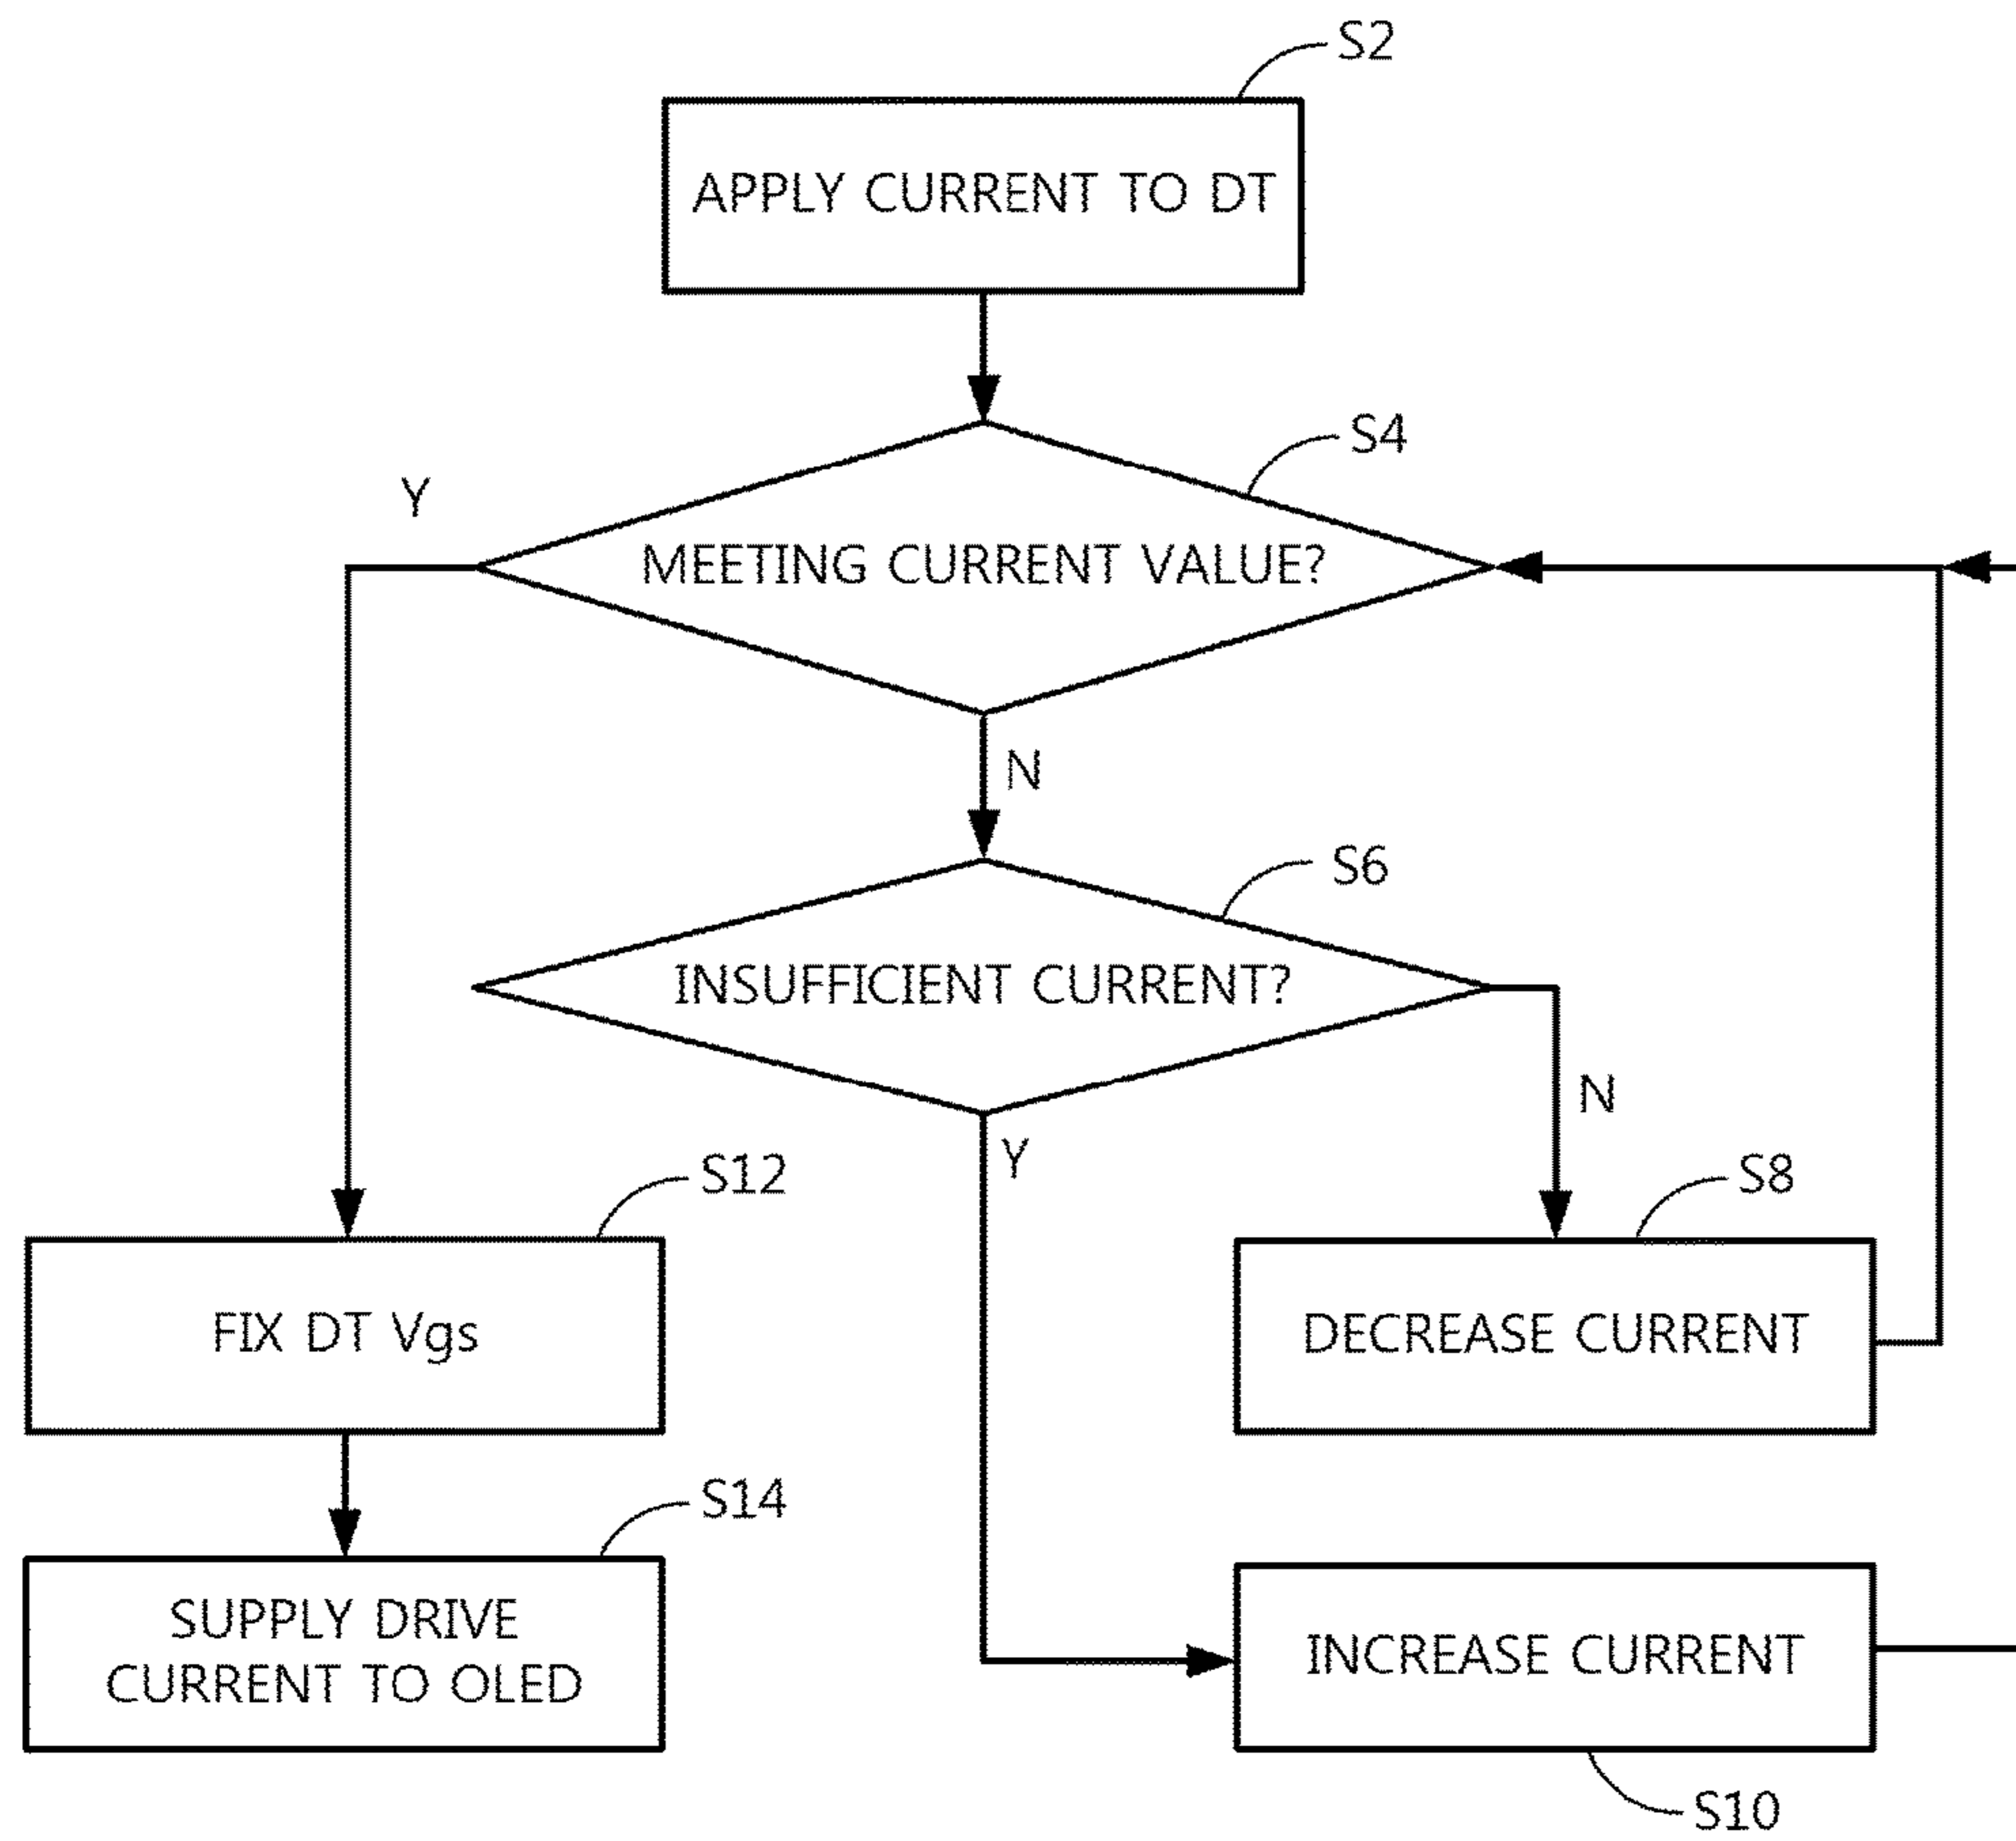 S2
APPLY CURRENT TO DT
S4
Y
MEETING CURRENT VALUE?
N
S6
INSUFFICIENT CURRENT?
N
Y
S12
S8
FIX DT Vgs
DECREASE CURRENT
S14
SUPPLY DRIVE
CURRENT TO OLED
INCREASE CURRENT
S10